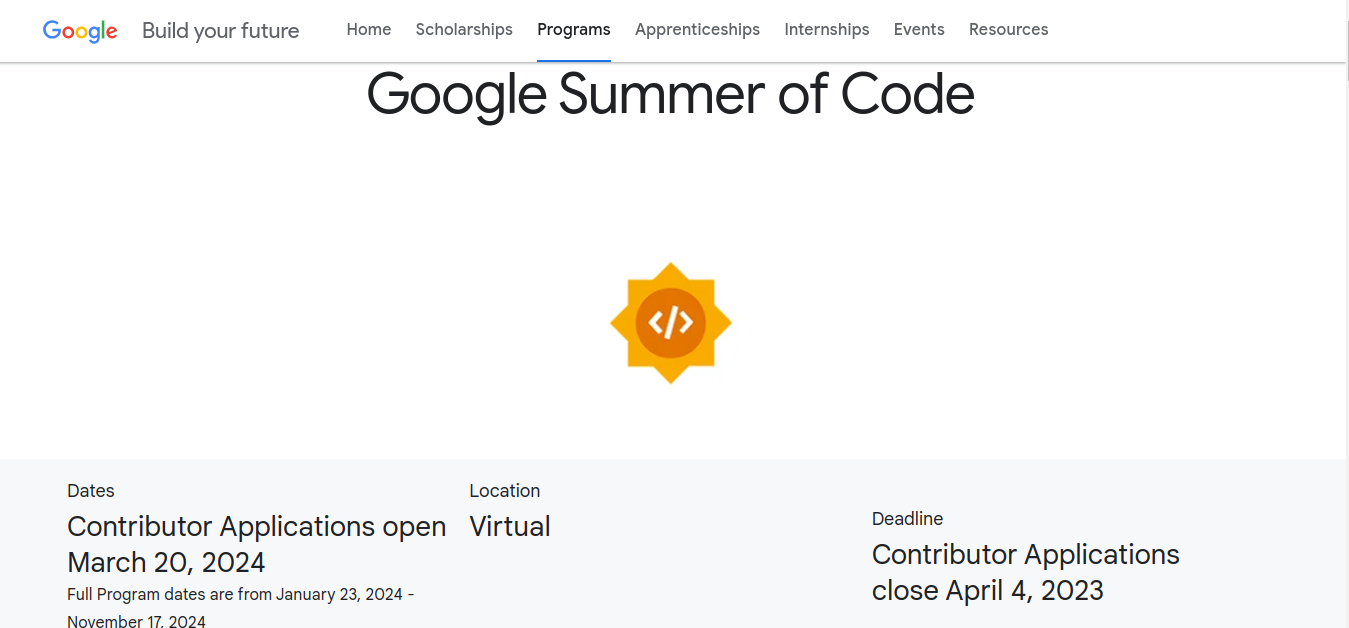 Google Build your future Home Scholarships Programs Apprenticeships Internships Events Resources
Google Summer of Code
</>
Dates
Contributor Applications open
March 20, 2024
Full Program dates are from January 23, 2024 -
November 17, 2024
Location
Virtual
Deadline
Contributor Applications
close April 4, 2023